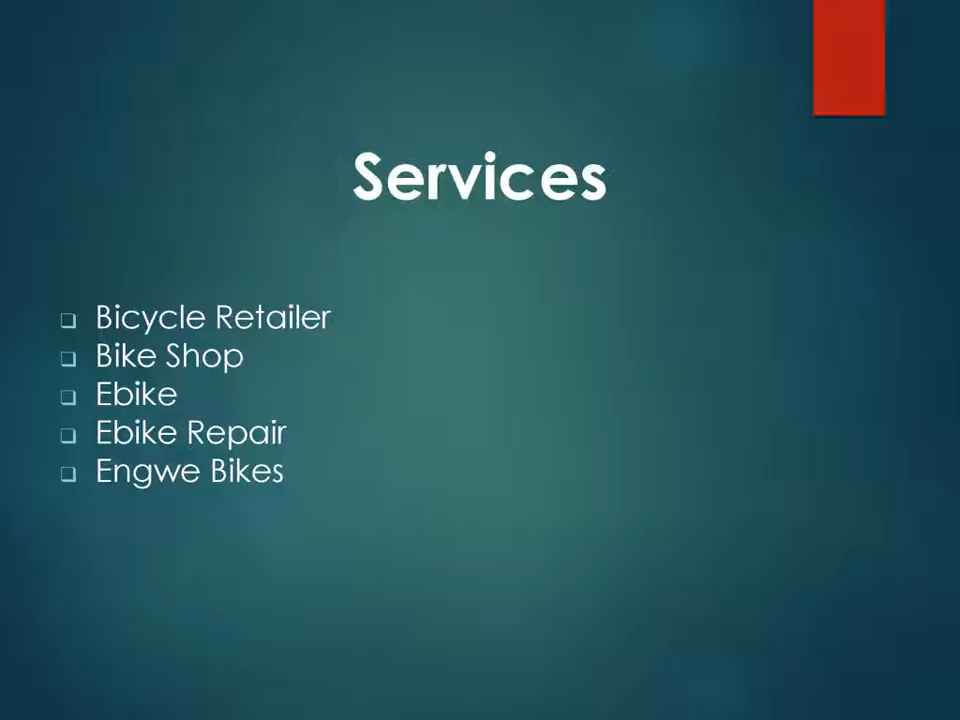 Services
Bicycle Retailer
Bike Shop
Ebike
Ebike Repair
Engwe Bikes